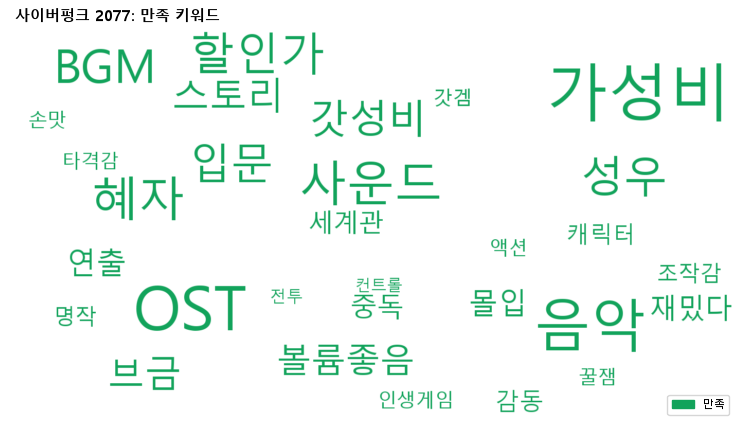 사이버펑크 2077: 만족 키워드
BGM
할인가
스토리
갓겜
갓성비
가성비
손맛
타격감
입문
혜자
사운드
성우
세계관
캐릭터
액션
연출
조작감
컨트롤
전투
중독
OST
명작
몰입
음악
재밌다
볼륨좋음
브금
꿀잼
인생게임
감동
만족